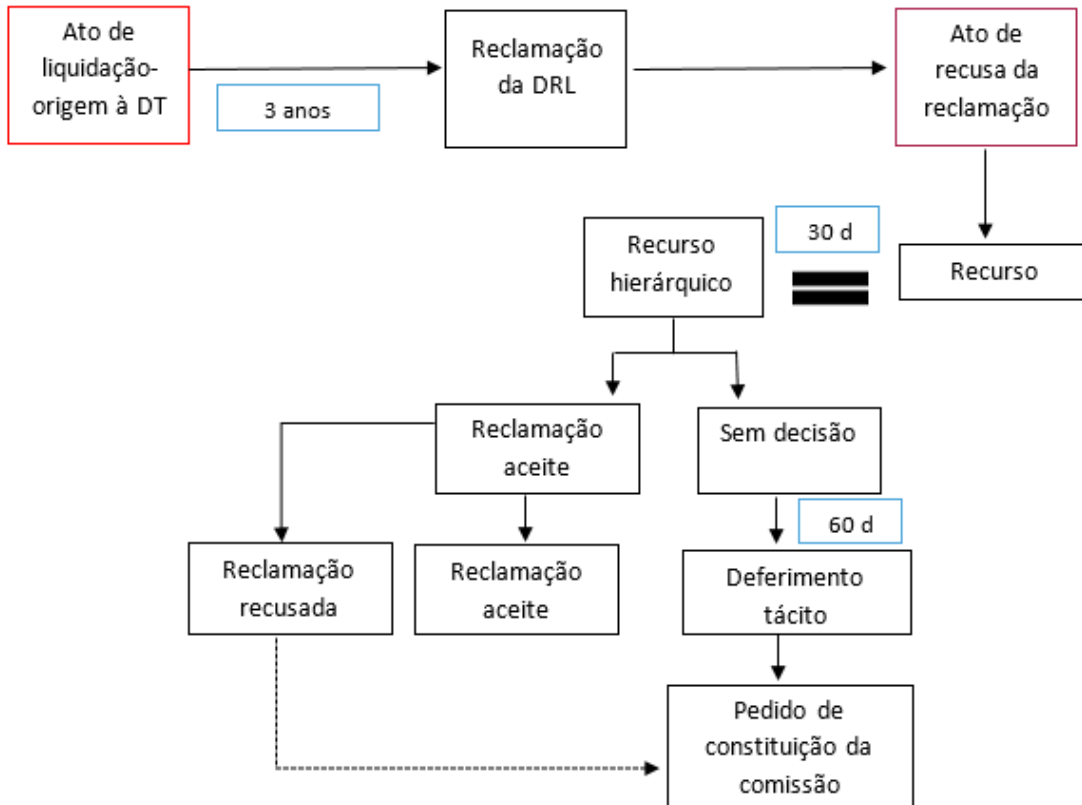 Ato de
liquidação-
origem à DT
3 anos
Reclamação
da DRL
Ato de
recusa da
reclamação
Recurso
hierárquico
30 d
Recurso
Reclamação
aceite
Sem decisão
60 d
Reclamação
recusada
Reclamação
aceite
Deferimento
tácito
Pedido de
constituição da
comissão